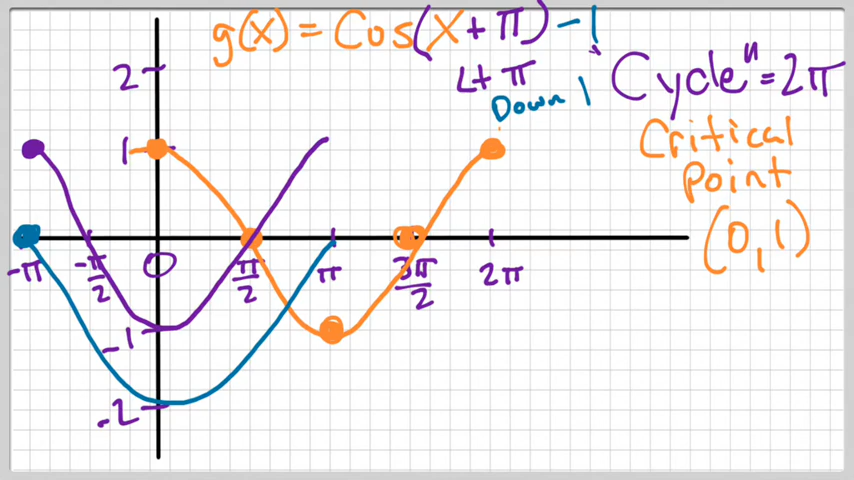 g(x) = Cos(x + π) - 1
L+ π
Down 1
Cycle" = 2π
Critical
Point
(0,1)
2
1
-π
-π/2
0
π/2
π
3π/2
2π
-1
-2